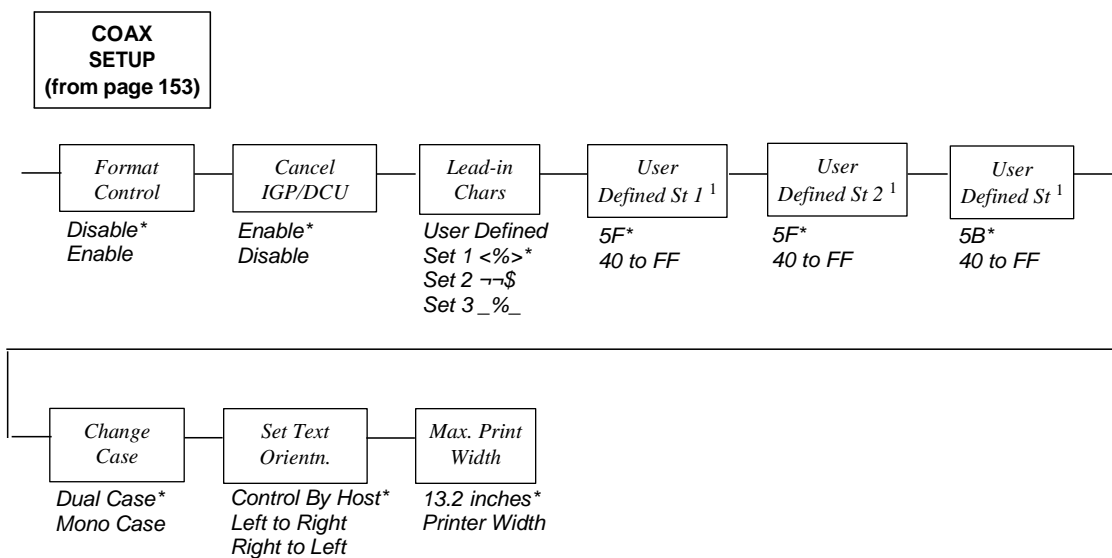 COAX
SETUP
(from page 153)
Format
Control
Disable*
Enable
Cancel
IGP/DCU
Enable*
Disable
Lead-in
Chars
User Defined
Set 1 <%>*
Set 2 ¬¬$
Set 3 _%_
User
Defined St 1 ¹
5F*
40 to FF
User
Defined St 2 ¹
5F*
40 to FF
User
Defined St ¹
5B*
40 to FF
Change
Case
Dual Case*
Mono Case
Set Text
Orientn.
Control By Host*
Left to Right
Right to Left
Max. Print
Width
13.2 inches*
Printer Width